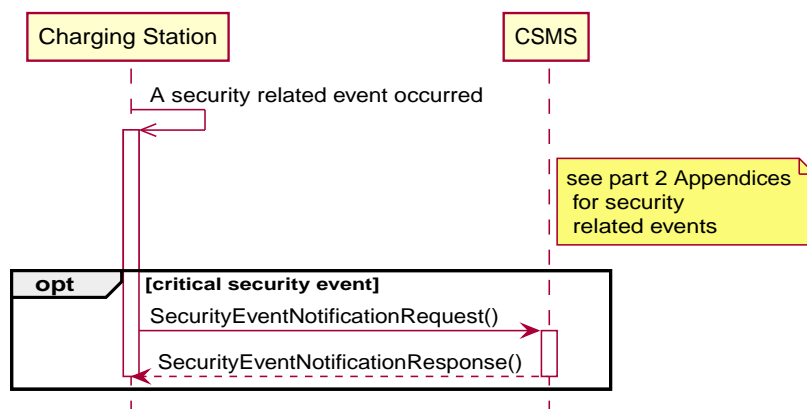 Charging Station
CSMS
A security related event occurred
see part 2 Appendices
for security
related events
opt
[critical security event]
SecurityEventNotificationRequest()
SecurityEventNotificationResponse()